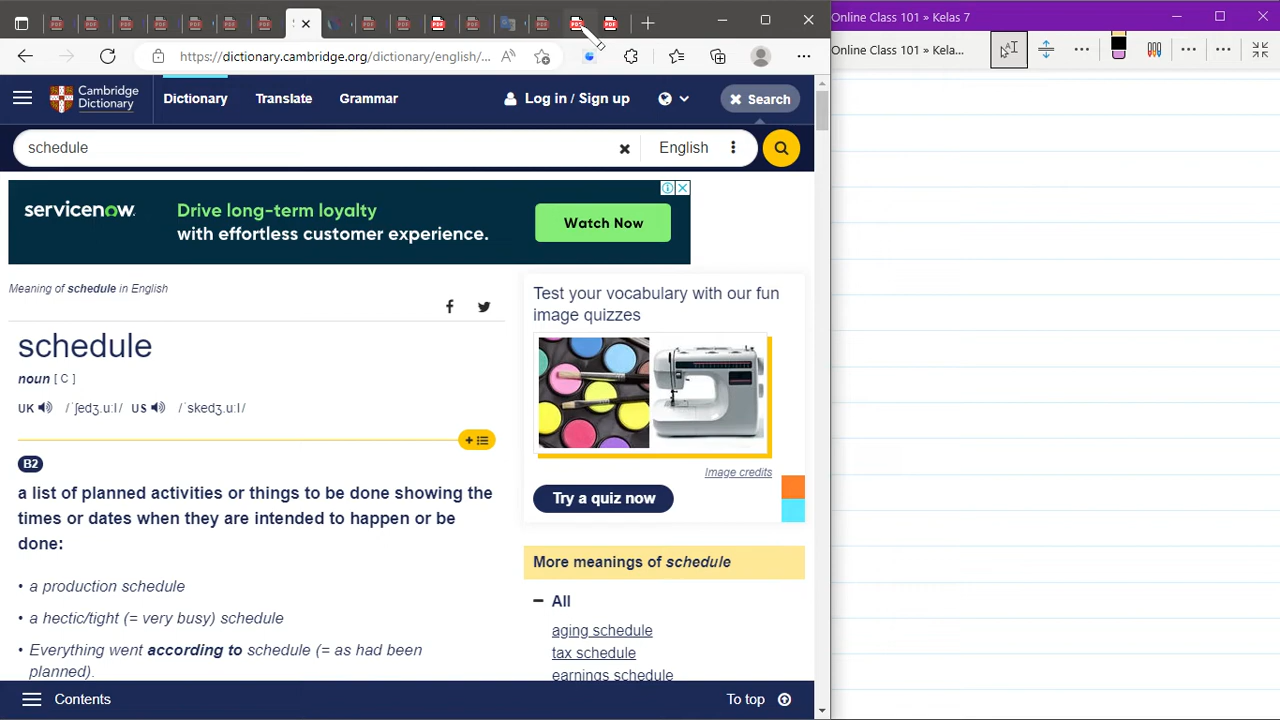 Online Class 101 » Kelas 7
https://dictionary.cambridge.org/dictionary/english/...
Online Class 101 » Kela...
Cambridge
Dictionary
Dictionary
Translate
Grammar
Log in / Sign up
Search
schedule
English
servicenow.
Drive long-term loyalty
with effortless customer experience.
Watch Now
Meaning of schedule in English
schedule
noun [ C ]
UK /ˈʃedʒ.uːl/ US /ˈskedʒ.uːl/
B2
a list of planned activities or things to be done showing the
times or dates when they are intended to happen or be
done:
• a production schedule
• a hectic/tight (= very busy) schedule
• Everything went according to schedule (= as had been
planned).
Test your vocabulary with our fun
image quizzes
Image credits
Try a quiz now
More meanings of schedule
All
aging schedule
tax schedule
earnings schedule
Contents
To top